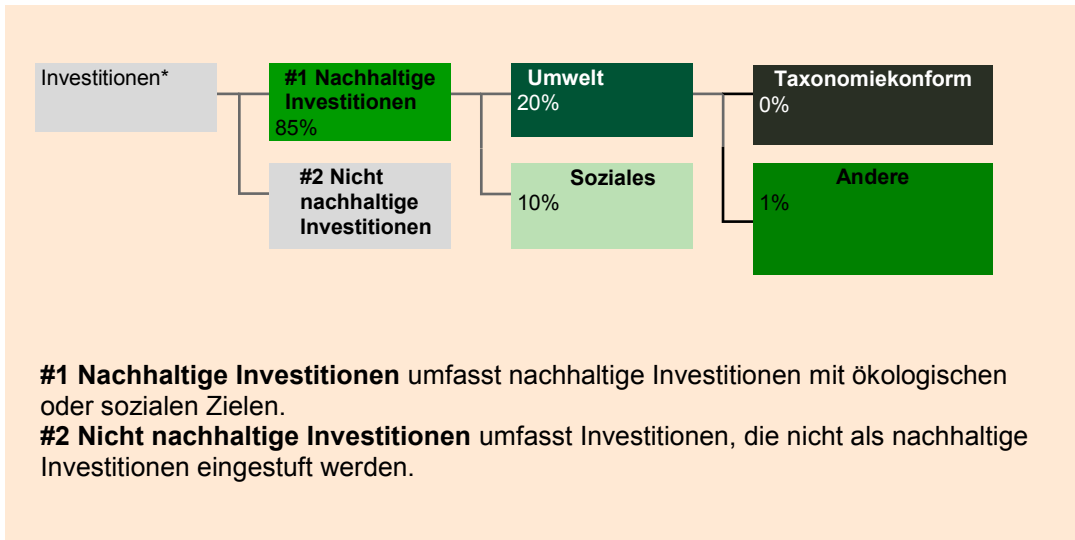 Investitionen*
#1 Nachhaltige
Investitionen
85%
#2 Nicht
nachhaltige
Investitionen
Umwelt
20%
Soziales
10%
Taxonomiekonform
0%
Andere
1%
#1 Nachhaltige Investitionen umfasst nachhaltige Investitionen mit ökologischen
oder sozialen Zielen.
#2 Nicht nachhaltige Investitionen umfasst Investitionen, die nicht als nachhaltige
Investitionen eingestuft werden.